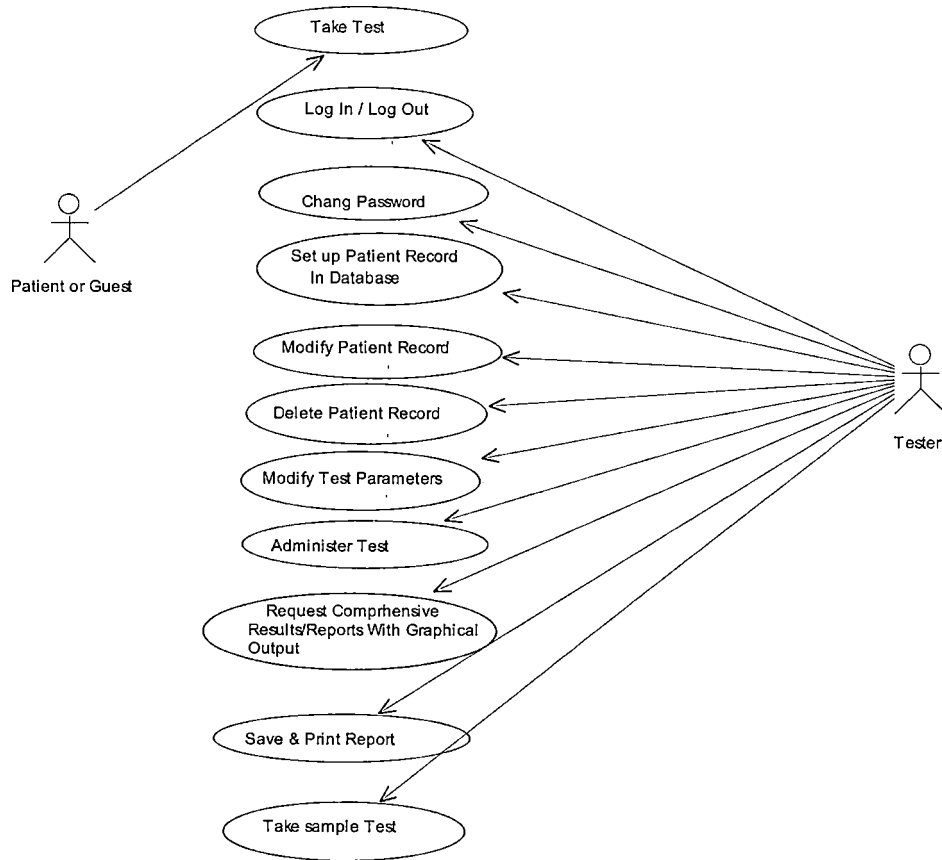 Take Test
Log In / Log Out
Chang Password
Set up Patient Record
In Database
Patient or Guest
Modify Patient Record
Delete Patient Record
Tester
Modify Test Parameters
Administer Test
Request Comprhensive
Results/Reports With Graphical
Output
Save & Print Report
Take sample Test